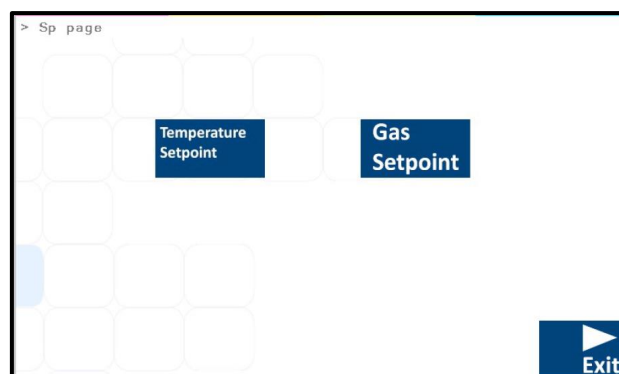 > Sp page
Temperature
Setpoint
Gas
Setpoint
Exit